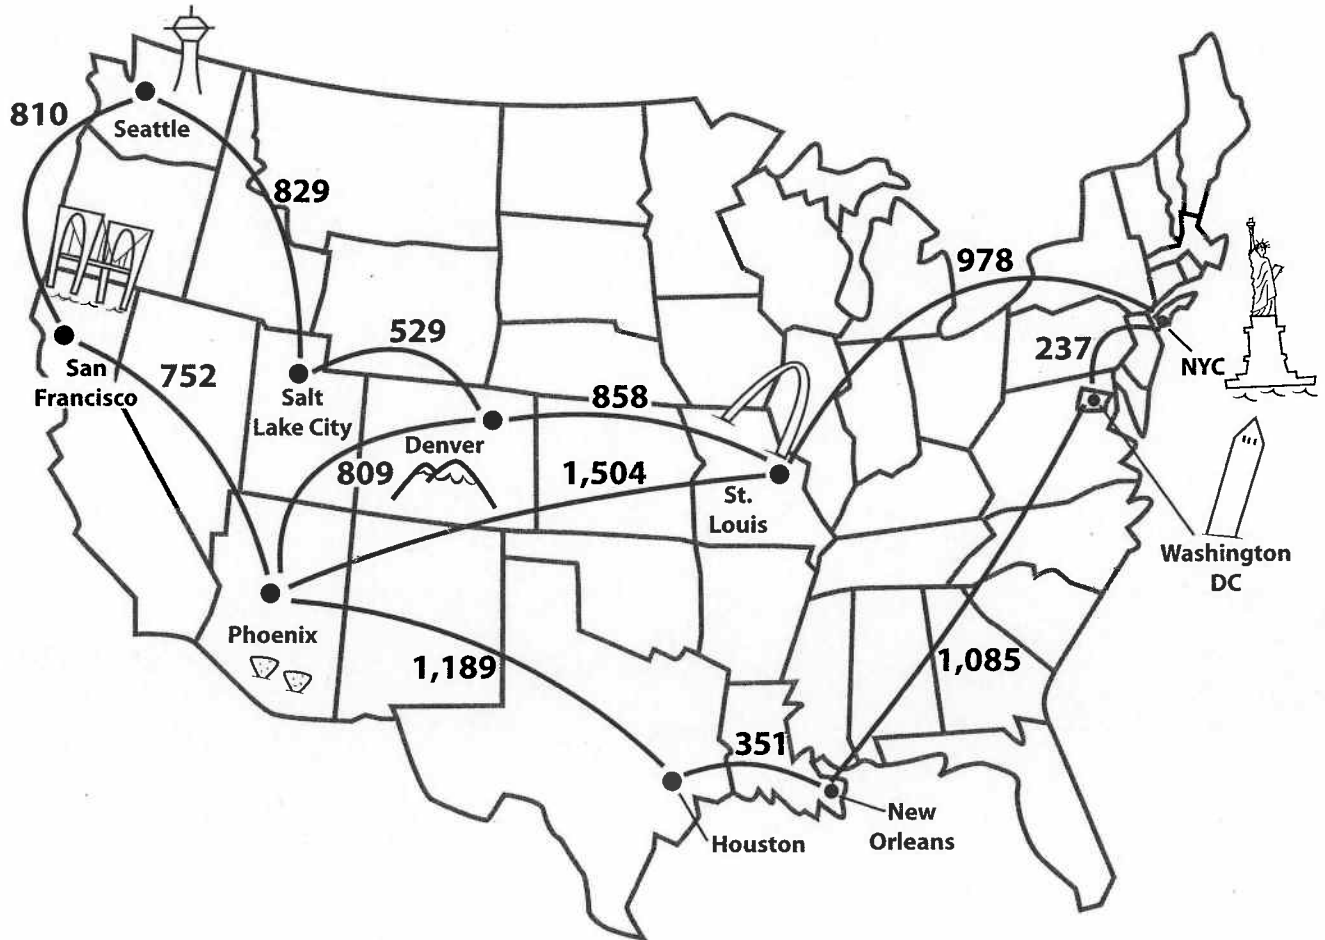 810
Seattle
829
978
529
237
NYC
San
Francisco
752
Salt
Lake City
858
Denver
809
1,504
St.
Louis
Washington
DC
Phoenix
1,189
1,085
351
New
Orleans
Houston